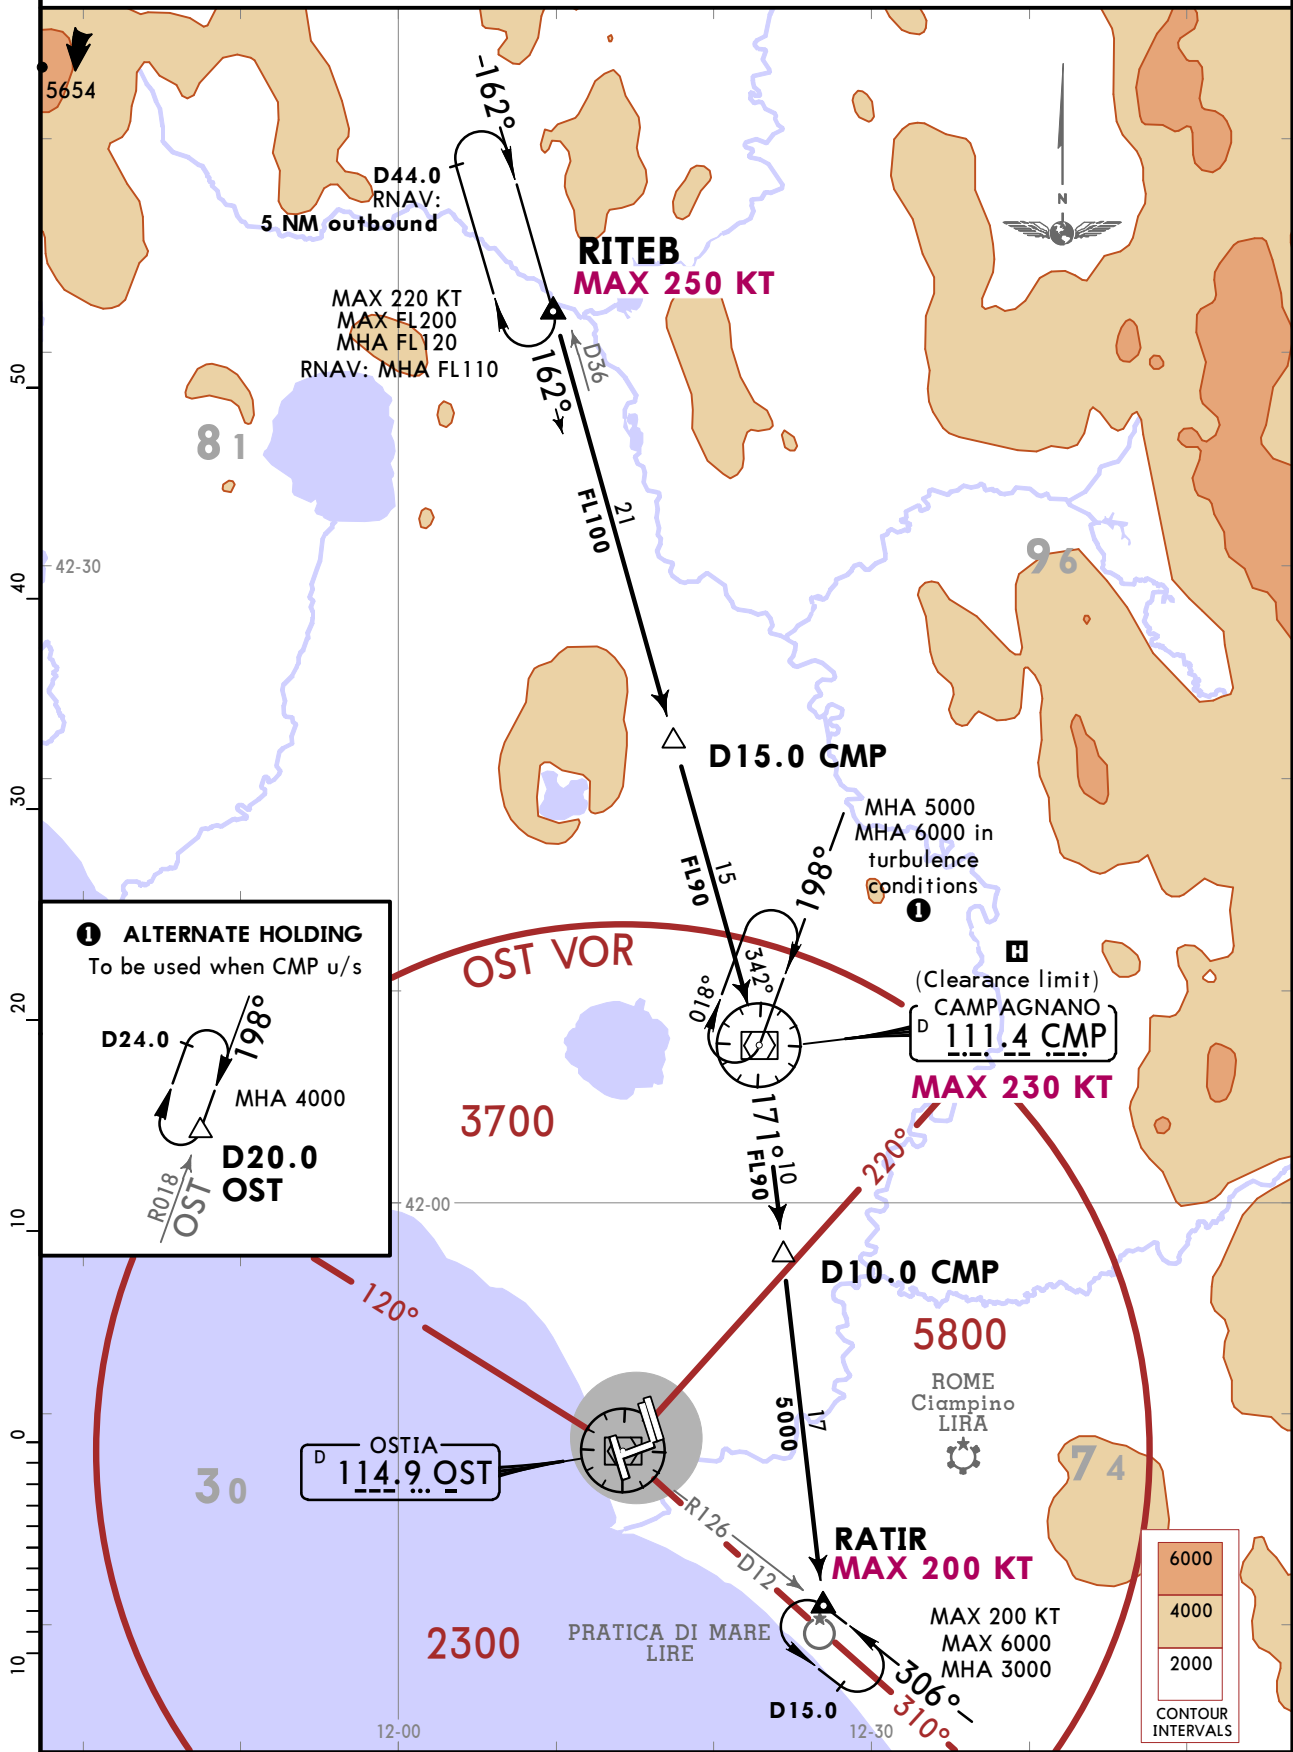 5654
-162°
D44.0
RNAV:
5 NM outbound
N
RITEB
MAX 250 KT
MAX 220 KT
MAX FL200
MHA FL120
RNAV: MHA FL110
162°
D36
50
81
21
FL100
42-30
96
40
D15.0 CMP
30
MHA 5000
MHA 6000 in
turbulence
conditions
1
15
FL90
198°
OST VOR
342°
018°
H
(Clearance limit)
CAMPAGNANO
D 111.4 CMP
MAX 230 KT
1 ALTERNATE HOLDING
To be used when CMP u/s
198°
D24.0
MHA 4000
D20.0
OST
R018
OST
20
3700
171°
10
FL90
220°
10
42-00
D10.0 CMP
120°
5800
ROME
Ciampino
LIRA
17
5000
0
OSTIA
D 114.9 OST
30
74
R126
D12
RATIR
MAX 200 KT
PRATICA DI MARE
LIRE
2300
MAX 200 KT
MAX 6000
MHA 3000
306°
310°
D15.0
10
12-00
12-30
6000
4000
2000
CONTOUR
INTERVALS